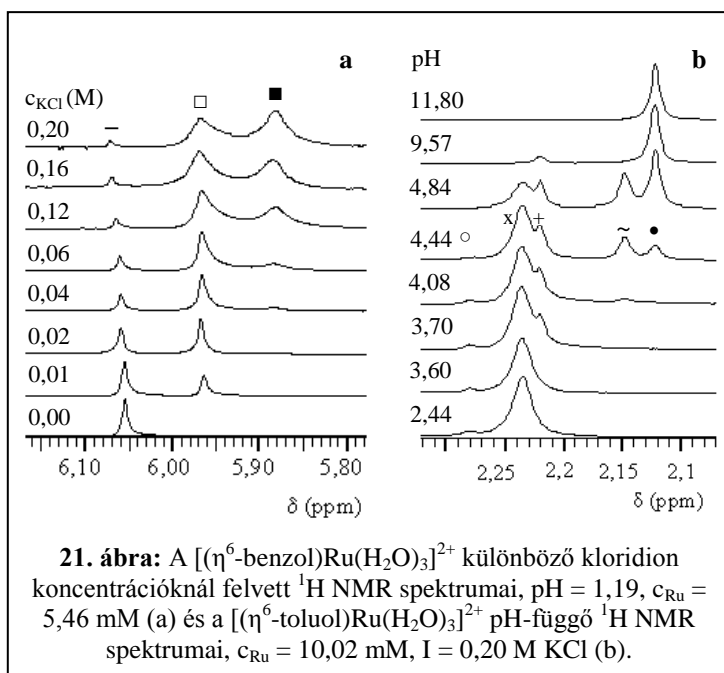 a
c_KCl (M)
− □ ■
0,20
0,16
0,12
0,06
0,04
0,02
0,01
0,00
6,10 6,00 5,90 5,80
δ (ppm)
b
pH
11,80
9,57
4,84
4,44
○ x + ~ ●
4,08
3,70
3,60
2,44
2,25 2,2 2,15 2,1
δ (ppm)
21. ábra: A [(η⁶-benzol)Ru(H₂O)₃]²⁺ különböző kloridion
koncentrációknál felvett ¹H NMR spektrumai, pH = 1,19, c_Ru =
5,46 mM (a) és a [(η⁶-toluol)Ru(H₂O)₃]²⁺ pH-függő ¹H NMR
spektrumai, c_Ru = 10,02 mM, I = 0,20 M KCl (b).